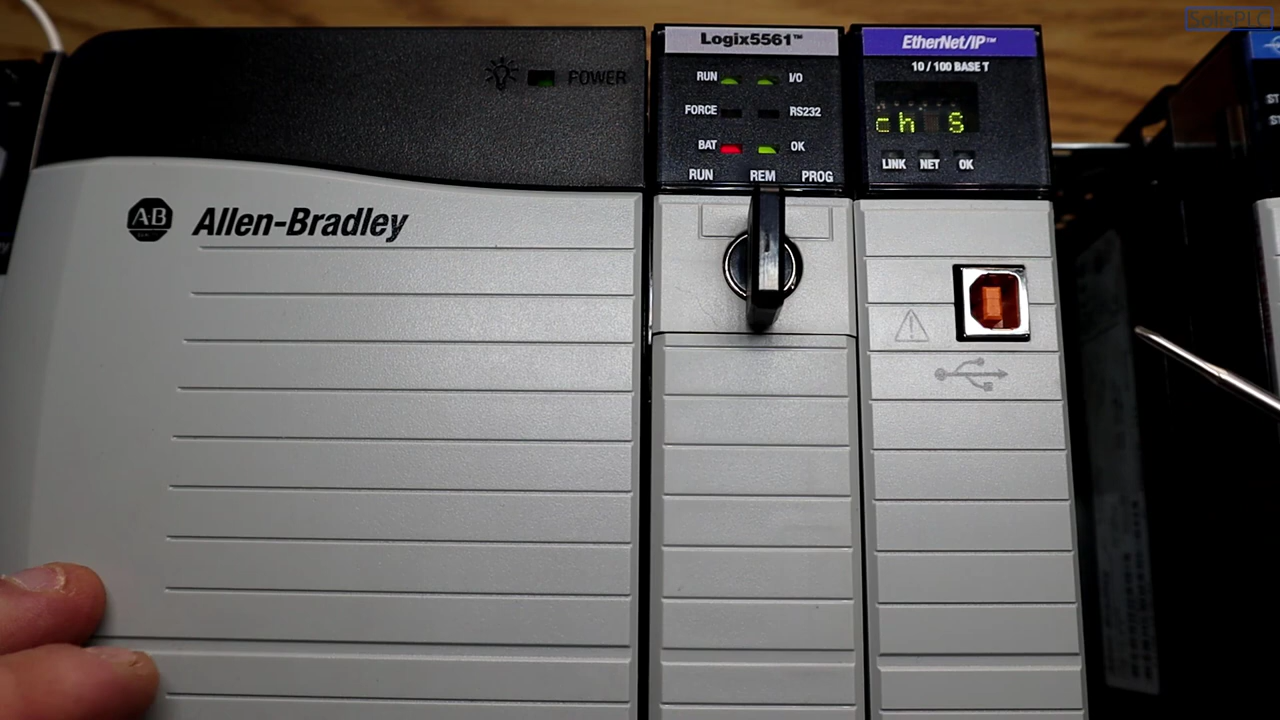 SolisPLC
POWER
A-B
Allen-Bradley
Logix5561™
RUN I/O
FORCE RS232
BAT OK
RUN REM PROG
EtherNet/IP™
10 / 100 BASE T
ch S
LINK NET OK